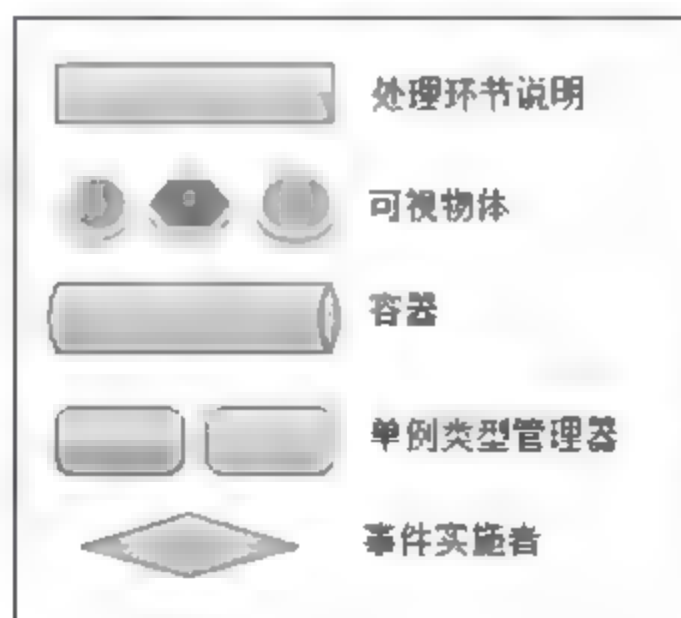 处理环节说明
可视物体
容器
单例类型管理器
事件实施者